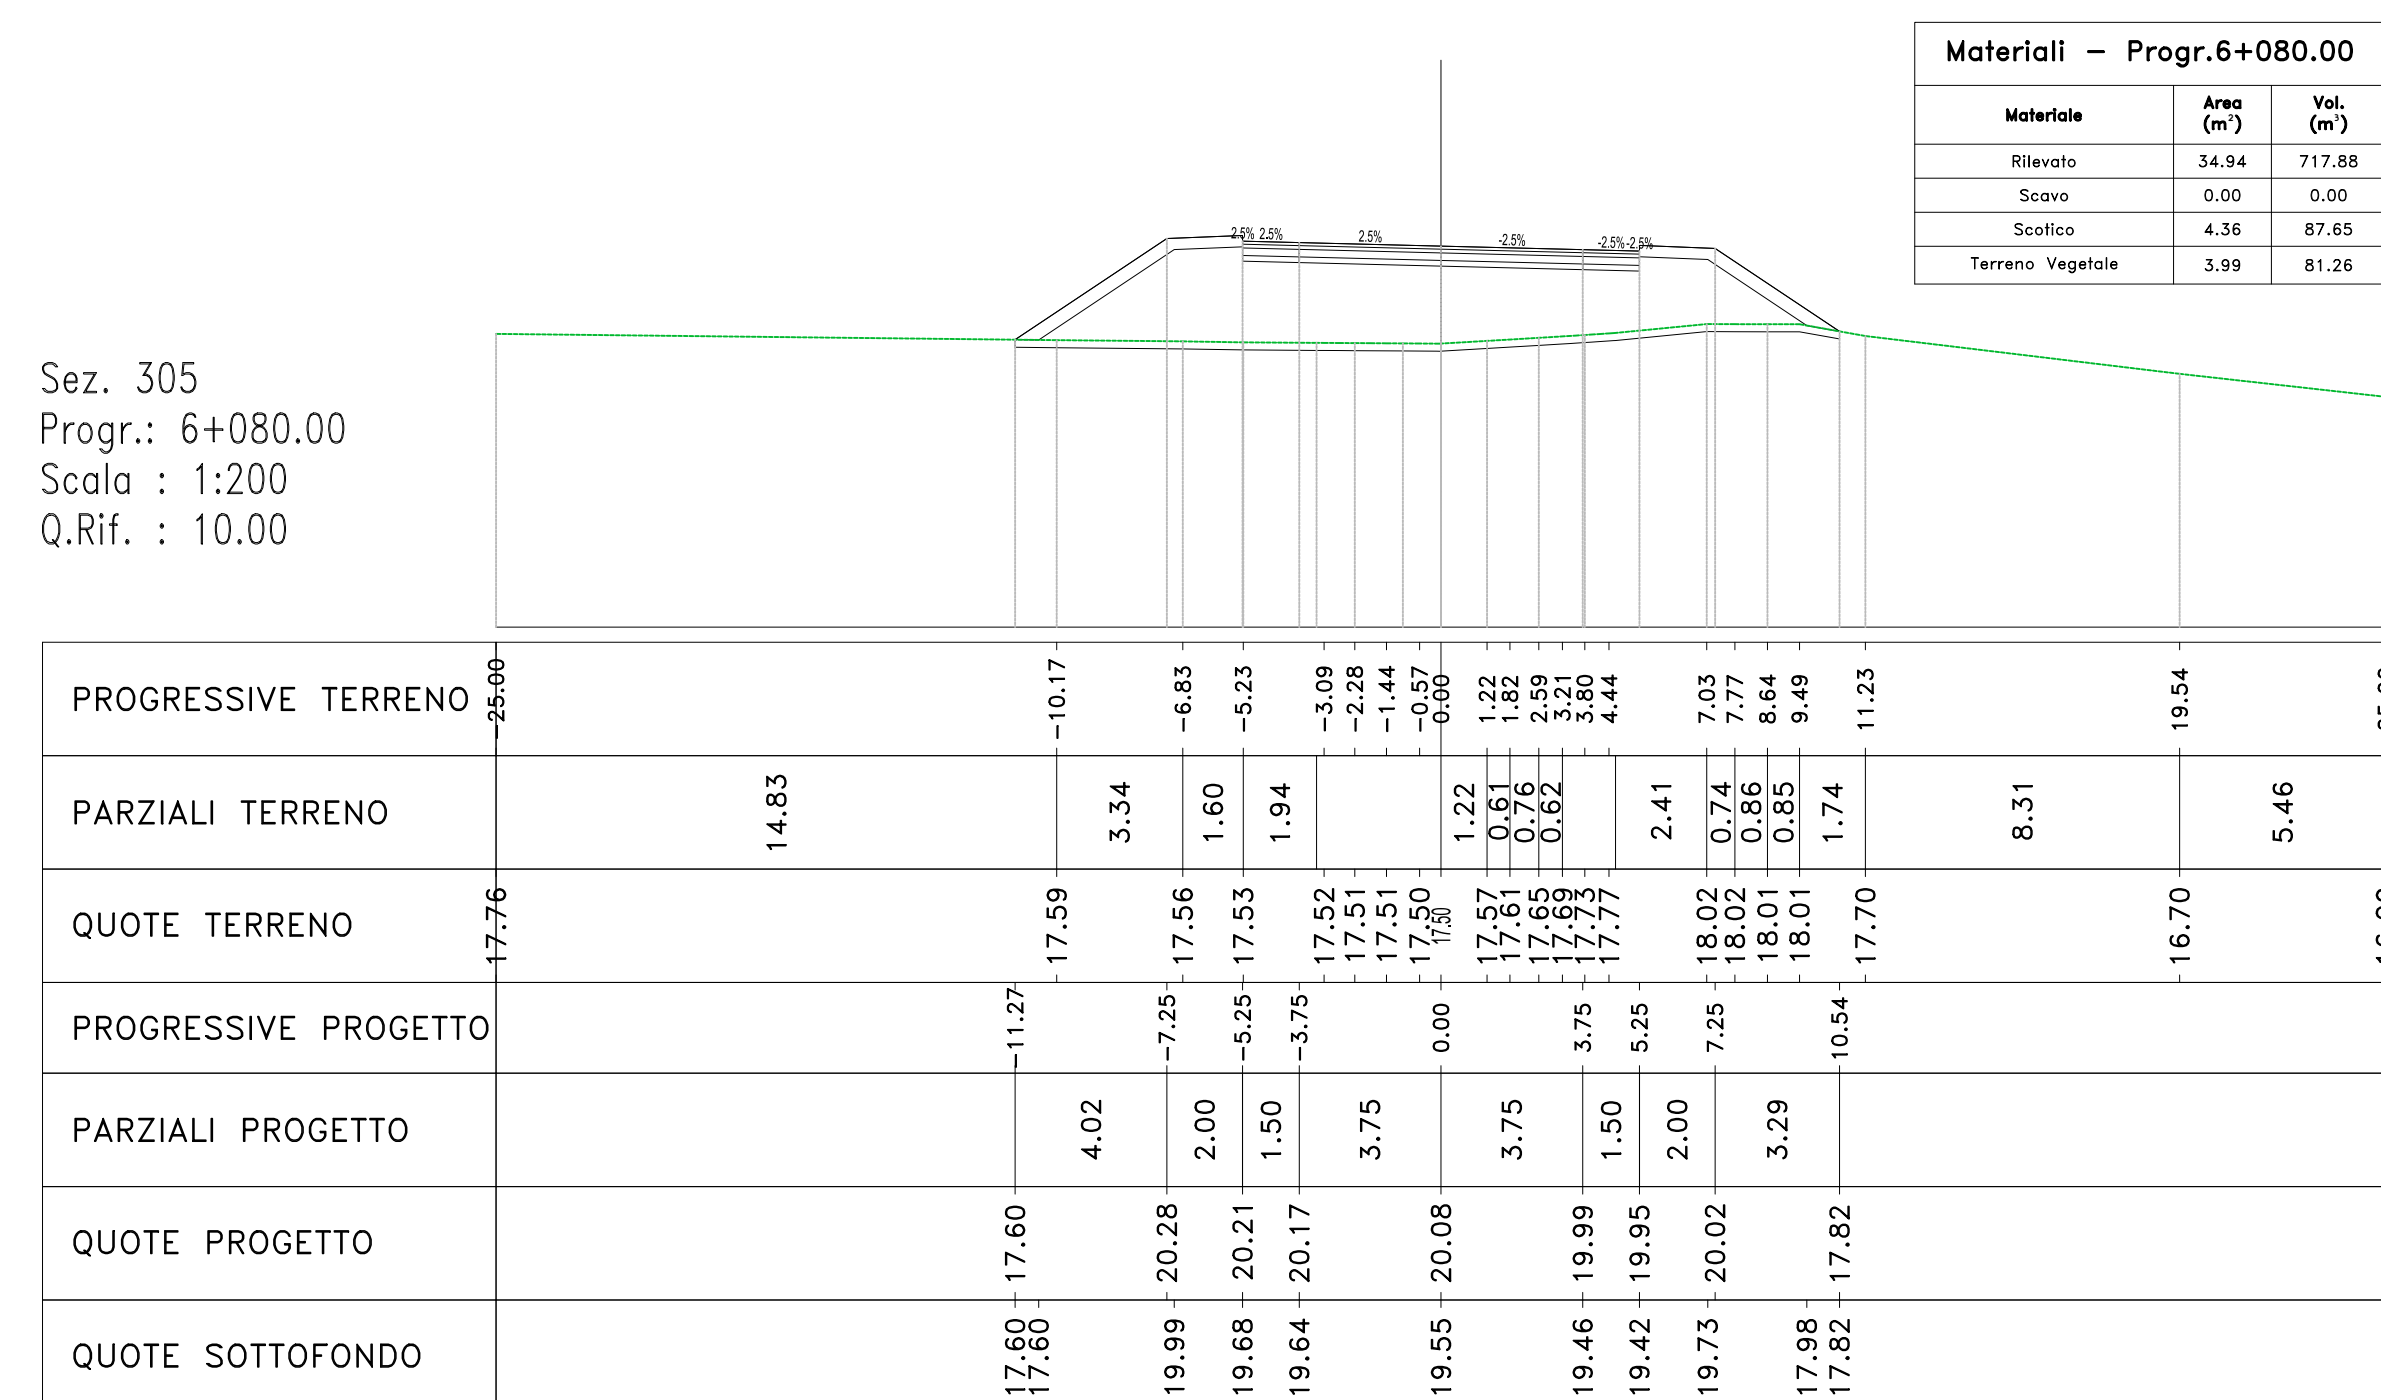 Materiali – Progr.6+080.00
Materiale Area (m²) Vol. (m³)
Rilevato 34.94 717.88
Scavo 0.00 0.00
Scotico 4.36 87.65
Terreno Vegetale 3.99 81.26
2.5% 2.5% 2.5% -2.5% -2.5% -2.5%
Sez. 305
Progr.: 6+080.00
Scala : 1:200
Q.Rif. : 10.00
PROGRESSIVE TERRENO -25.00 -10.17 -6.83 -5.23 -3.09 -2.28 -1.44 -0.57 0.00 1.22 1.82 2.59 3.21 3.80 4.44 7.03 7.77 8.64 9.49 11.23 19.54
PARZIALI TERRENO 14.83 3.34 1.60 1.94 1.22 0.61 0.76 0.62 2.41 0.74 0.86 0.85 1.74 8.31 5.46
QUOTE TERRENO 17.76 17.59 17.56 17.53 17.52 17.51 17.51 17.50 17.50 17.57 17.61 17.65 17.69 17.73 17.77 18.02 18.02 18.01 18.01 17.70 16.70
PROGRESSIVE PROGETTO -11.27 -7.25 -5.25 -3.75 0.00 3.75 5.25 7.25 10.54
PARZIALI PROGETTO 4.02 2.00 1.50 3.75 3.75 1.50 2.00 3.29
QUOTE PROGETTO 17.60 20.28 20.21 20.17 20.08 19.99 19.95 20.02 17.82
QUOTE SOTTOFONDO 17.60 17.60 19.99 19.68 19.64 19.55 19.46 19.42 19.73 17.98 17.82